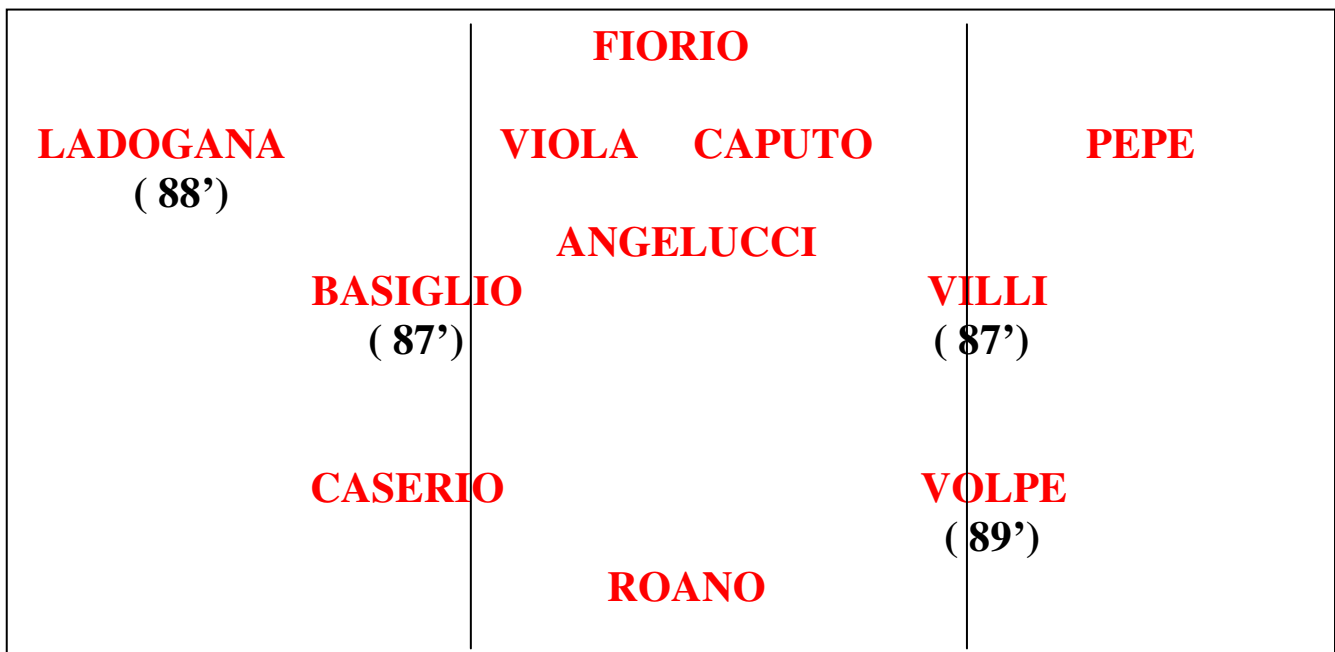 FIORIO
LADOGANA VIOLA CAPUTO PEPE
( 88’)
ANGELUCCI
BASIGLIO VILLI
( 87’) ( 87’)
CASERIO VOLPE
( 89’)
ROANO